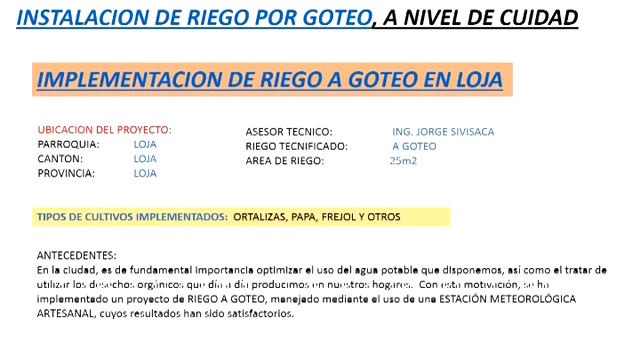 INSTALACION DE RIEGO POR GOTEO, A NIVEL DE CUIDAD
IMPLEMENTACION DE RIEGO A GOTEO EN LOJA
UBICACION DEL PROYECTO:
PARROQUIA: LOJA
CANTON: LOJA
PROVINCIA: LOJA
ASESOR TECNICO: ING. JORGE SIVISACA
RIEGO TECNIFICADO: A GOTEO
AREA DE RIEGO: 25m2
TIPOS DE CULTIVOS IMPLEMENTADOS: ORTALIZAS, PAPA, FREJOL Y OTROS
ANTECEDENTES:
En la ciudad, es de fundamental importancia optimizar el uso del agua potable que disponemos, así como el tratar de
utilizar los desechos orgánicos que día a día producimos en nuestros hogares. Con esta motivación, se ha
implementado un proyecto de RIEGO A GOTEO, manejado mediante el uso de una ESTACIÓN METEOROLÓGICA
ARTESANAL, cuyos resultados han sido satisfactorios.